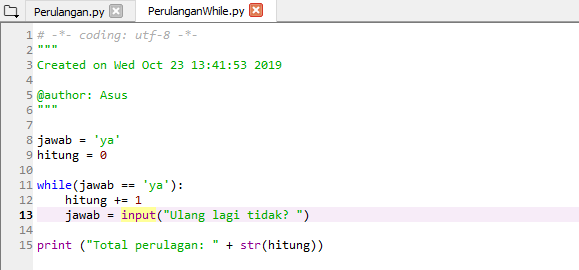 Perulangan.py PerulanganWhile.py
1 # -*- coding: utf-8 -*-
2 """
3 Created on Wed Oct 23 13:41:53 2019
4
5 @author: Asus
6 """
7
8 jawab = 'ya'
9 hitung = 0
10
11 while(jawab == 'ya'):
12     hitung += 1
13     jawab = input("Ulang lagi tidak? ")
14
15 print ("Total perulagan: " + str(hitung))